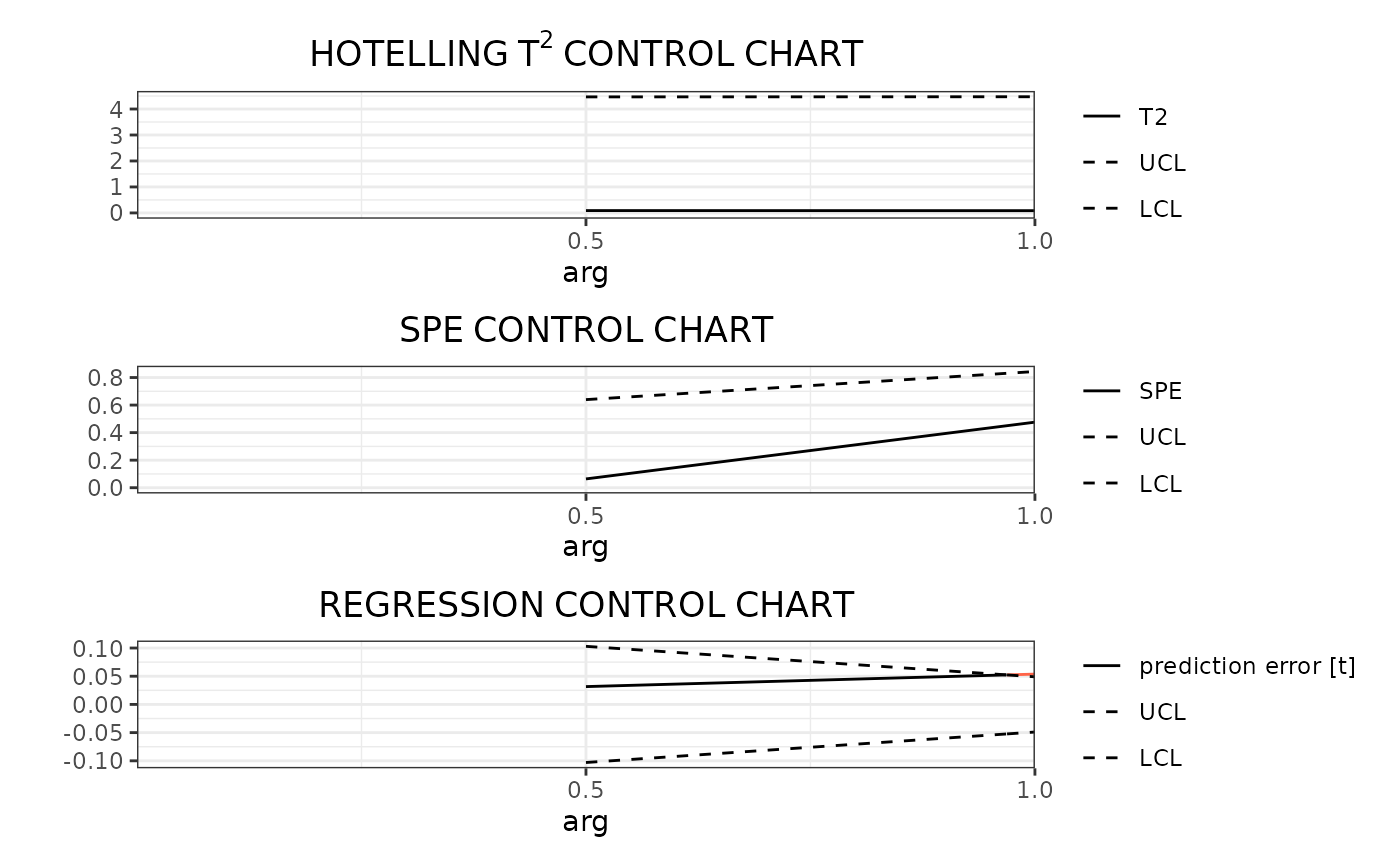 HOTELLING T² CONTROL CHART
4
3
2
1
0
0.5 1.0
arg
T2
UCL
LCL
SPE CONTROL CHART
0.8
0.6
0.4
0.2
0.0
0.5 1.0
arg
SPE
UCL
LCL
REGRESSION CONTROL CHART
0.10
0.05
0.00
-0.05
-0.10
0.5 1.0
arg
prediction error [t]
UCL
LCL